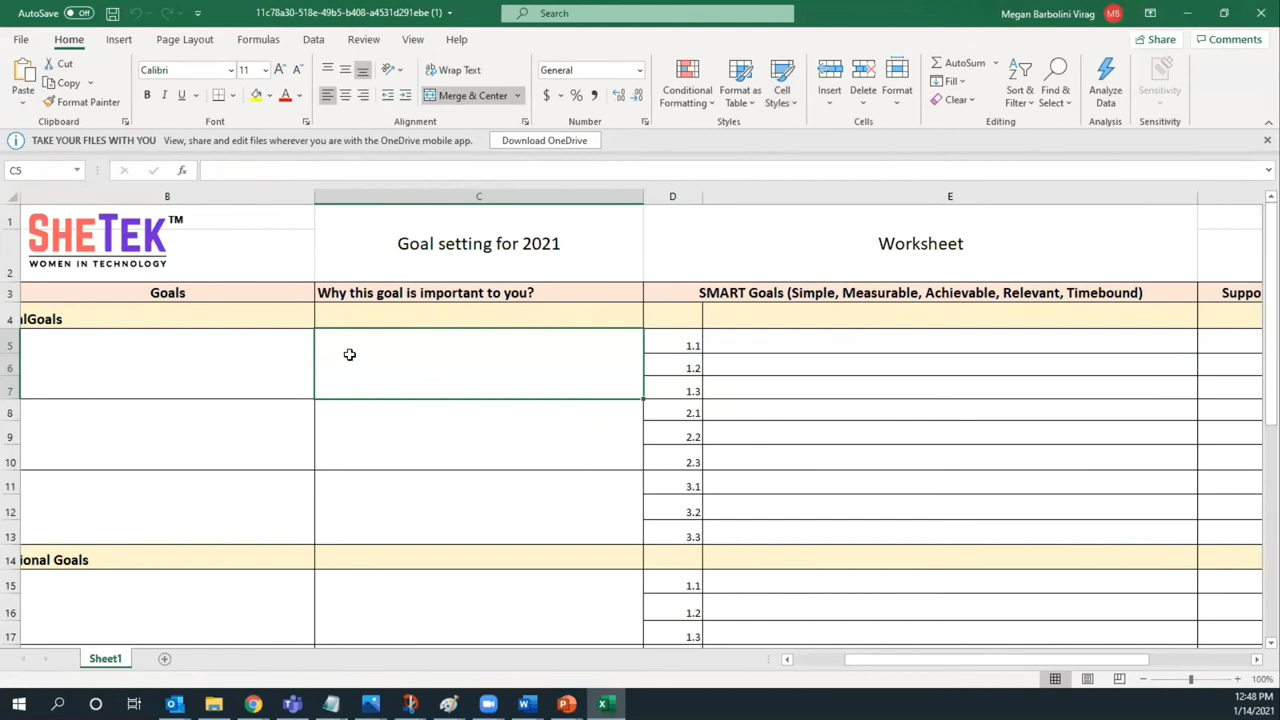 AutoSave Off
11c78a30-518e-49b5-b408-a4531d291ebe (1)
Search
Megan Barbolini Virag MB
File Home Insert Page Layout Formulas Data Review View Help
Share Comments
Paste
Cut
Copy
Format Painter
Clipboard
Calibri 11
B I U
Font
Wrap Text
Merge & Center
Alignment
General
$ % 9
Number
Conditional Formatting
Format as Table
Cell Styles
Styles
Insert Delete Format
Cells
AutoSum
Fill
Clear
Sort & Filter
Find & Select
Editing
Analyze Data
Analysis
Sensitivity
Sensitivity
TAKE YOUR FILES WITH YOU View, share and edit files wherever you are with the OneDrive mobile app. Download OneDrive
C5 fx
B C D E
1
SHETEK™
WOMEN IN TECHNOLOGY
Goal setting for 2021 Worksheet
2
3 Goals Why this goal is important to you? SMART Goals (Simple, Measurable, Achievable, Relevant, Timebound) Suppo
4 lGoals
5 1.1
6 1.2
7 1.3
8 2.1
9 2.2
10 2.3
11 3.1
12 3.2
13 3.3
14 ional Goals
15 1.1
16 1.2
17 1.3
Sheet1
100%
12:48 PM
1/14/2021